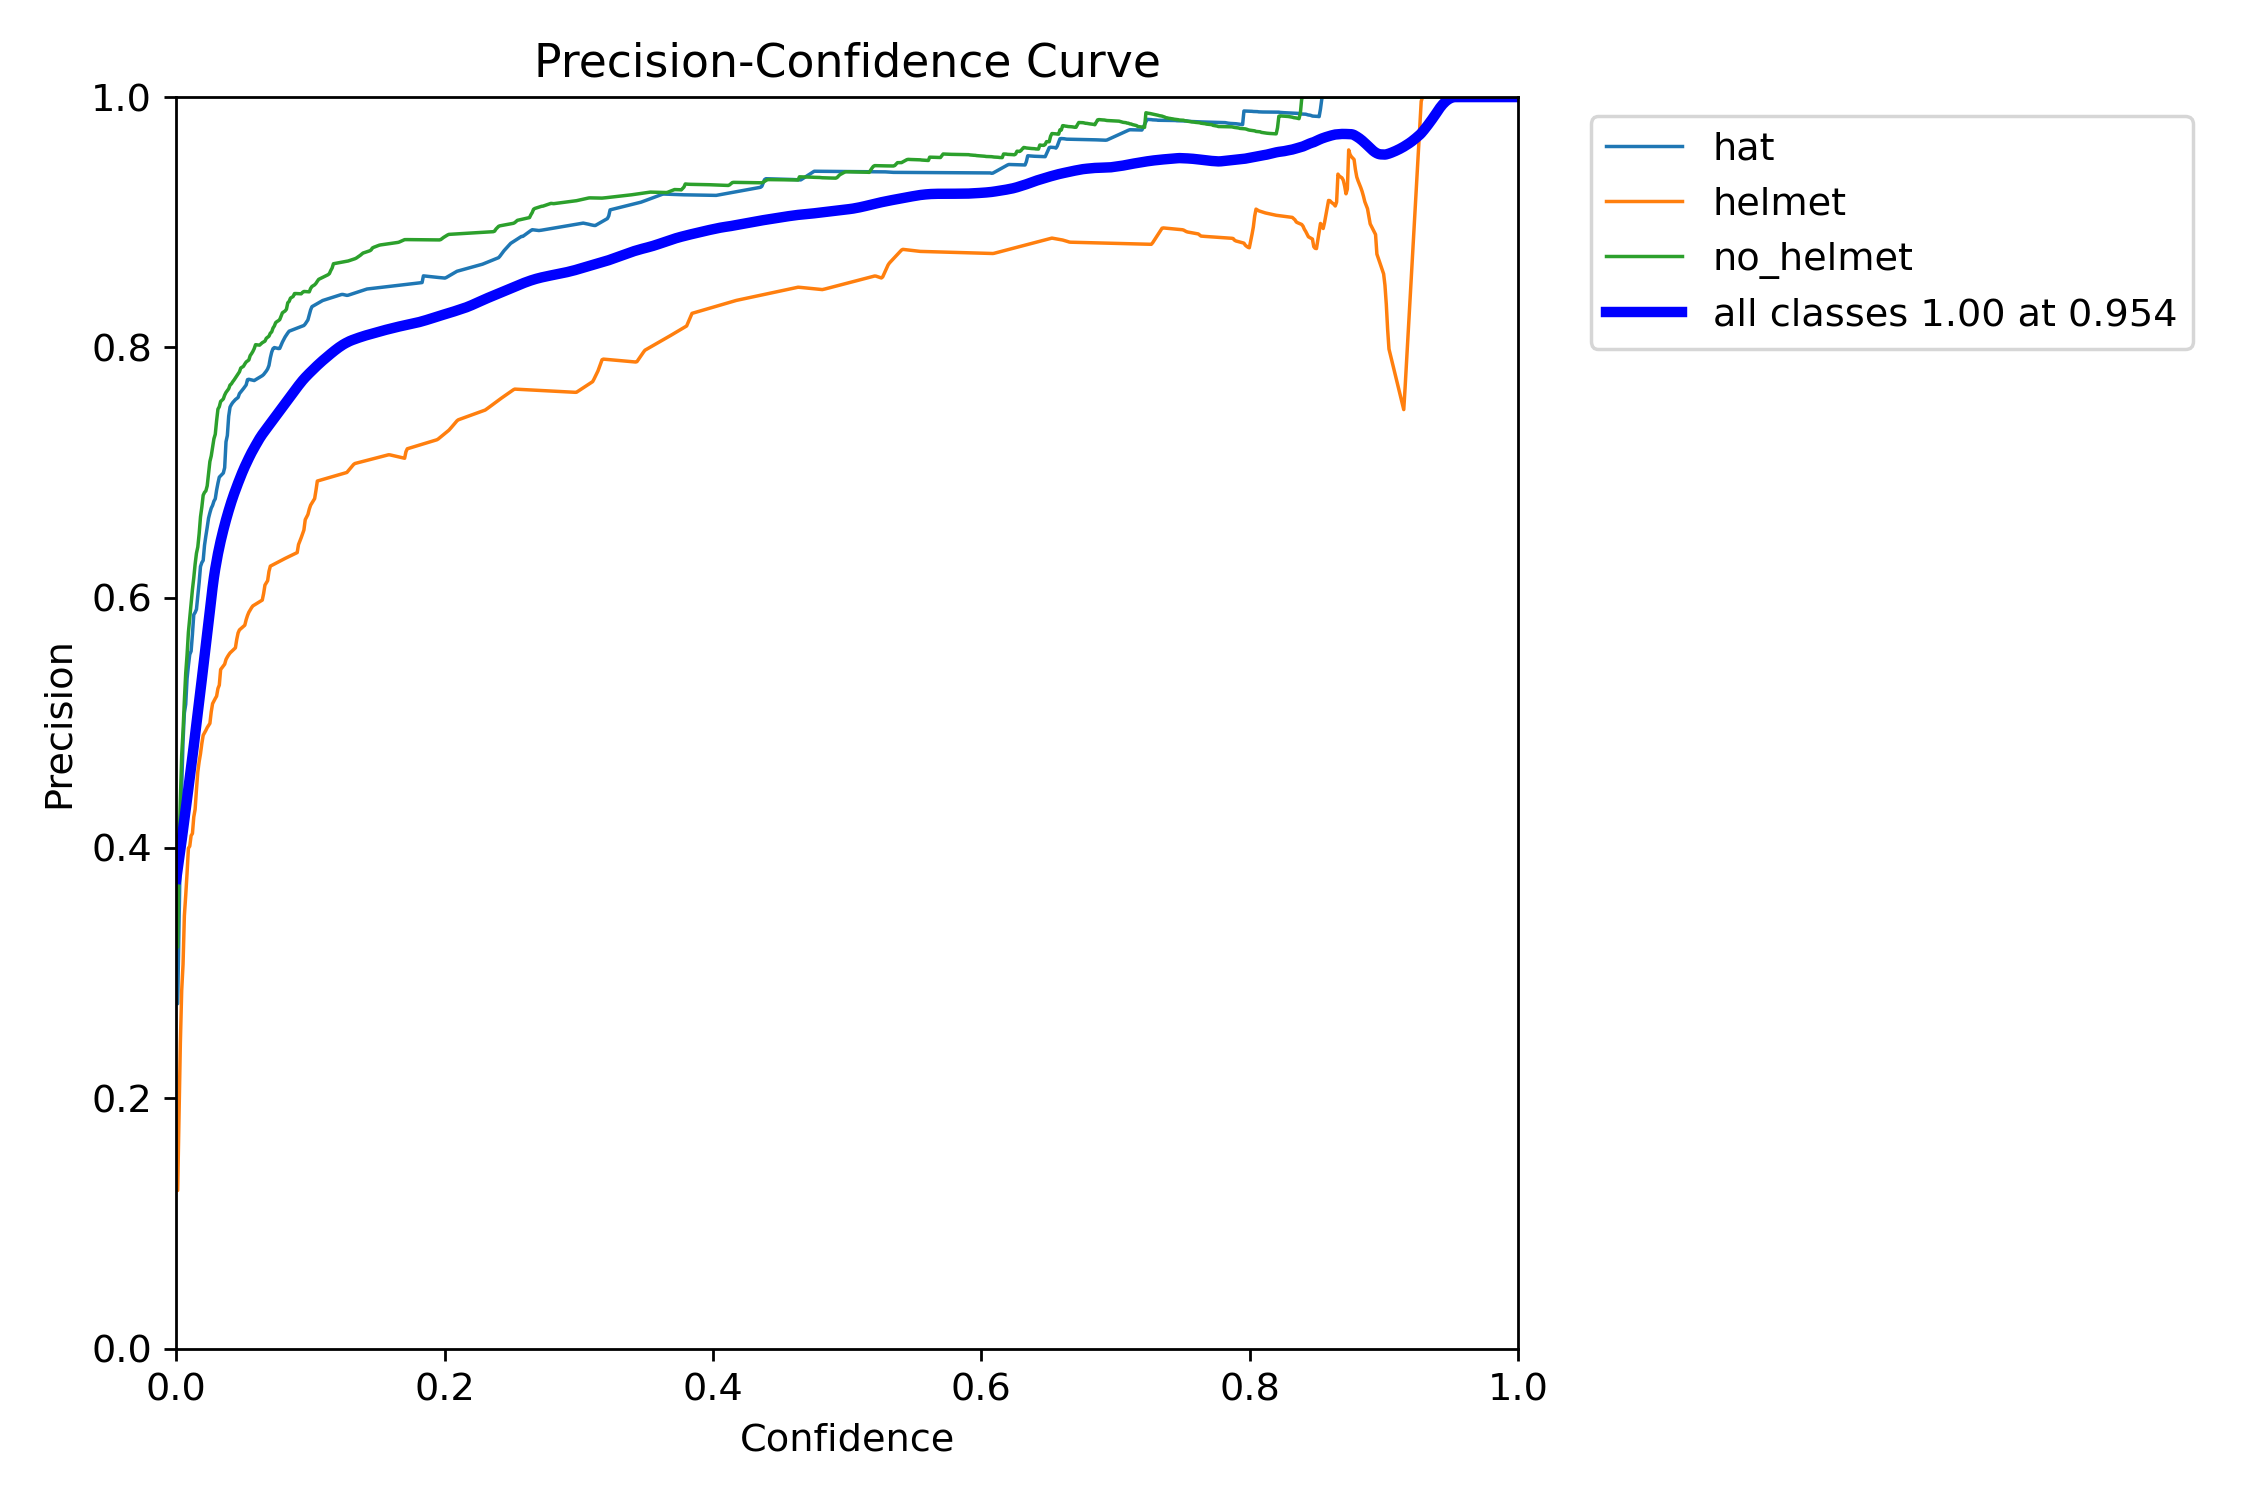 Precision-Confidence Curve
1.0
0.8
0.6
0.4
0.2
0.0
Precision
0.0 0.2 0.4 0.6 0.8 1.0
Confidence
hat
helmet
no_helmet
all classes 1.00 at 0.954